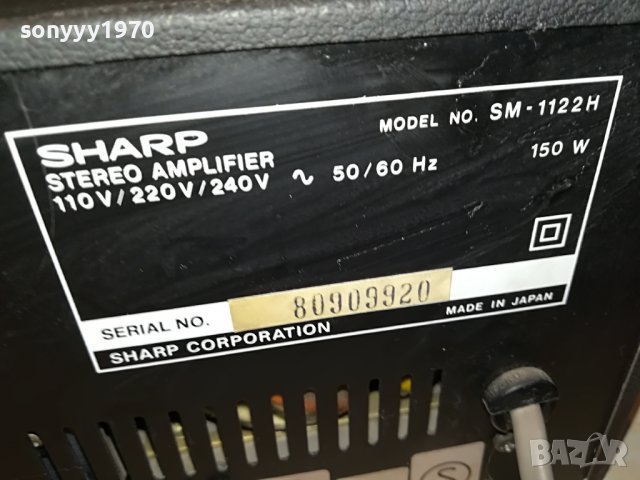 sonyyy1970
SHARP
STEREO AMPLIFIER
110V/220V/240V ∿ 50/60 Hz
MODEL NO. SM-1122H
150 W
SERIAL NO. 80909920
MADE IN JAPAN
SHARP CORPORATION
S
BAZAR